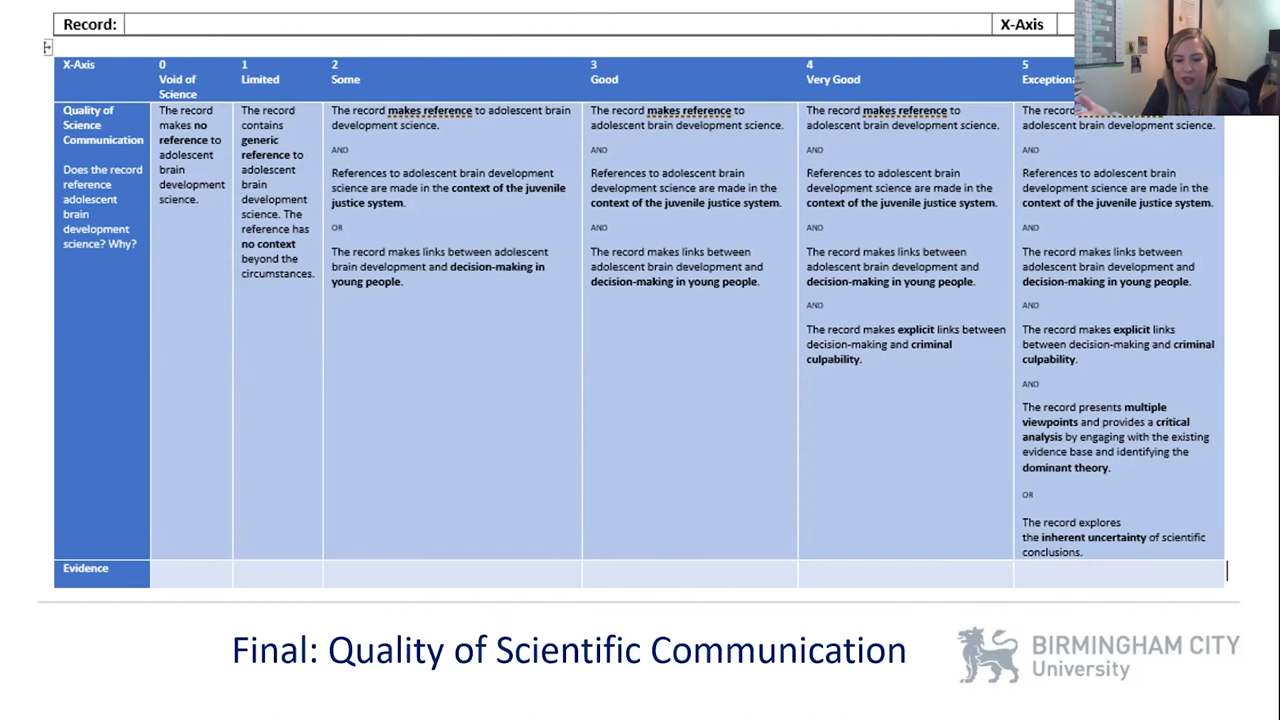 Record:
X-Axis
X-Axis
0
Void of
Science
1
Limited
2
Some
3
Good
4
Very Good
5
Quality of
Science
Communication
Does the record
reference
adolescent
brain
development
science? Why?
The record
makes no
reference to
adolescent
brain
development
science.
The record
contains
generic
reference to
adolescent
brain
development
science. The
reference has
no context
beyond the
circumstances.
The record makes reference to adolescent brain
development science.
AND
References to adolescent brain development
science are made in the context of the juvenile
justice system.
OR
The record makes links between adolescent
brain development and decision-making in
young people.
The record makes reference to
adolescent brain development science.
AND
References to adolescent brain
development science are made in the
context of the juvenile justice system.
AND
The record makes links between
adolescent brain development and
decision-making in young people.
The record makes reference to
adolescent brain development science.
AND
References to adolescent brain
development science are made in the
context of the juvenile justice system.
AND
The record makes links between
adolescent brain development and
decision-making in young people.
AND
The record makes explicit links between
decision-making and criminal
culpability.
The
adolescent brain development science.
AND
References to adolescent brain
development science are made in the
context of the juvenile justice system.
AND
The record makes links between
adolescent brain development and
decision-making in young people.
AND
The record makes explicit links
between decision-making and criminal
culpability.
AND
The record presents multiple
viewpoints and provides a critical
analysis by engaging with the existing
evidence base and identifying the
dominant theory.
OR
The record explores
the inherent uncertainty of scientific
conclusions.
Evidence
Final: Quality of Scientific Communication
BIRMINGHAM CITY
University